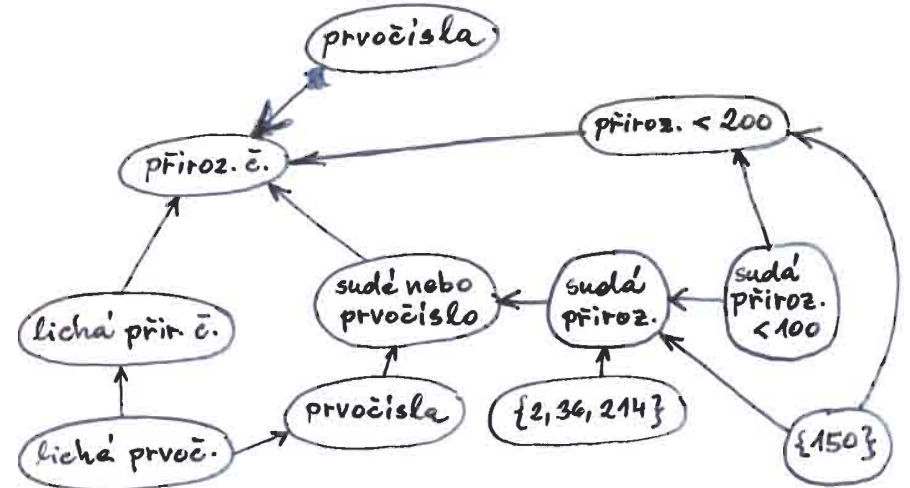 prvočísla
přiroz. < 200
přiroz. č.
sudé nebo
prvočíslo
sudá
přiroz.
sudá
přiroz.
< 100
lichá přir. č.
prvočísla
{2, 36, 214}
{150}
lichá prvoč.